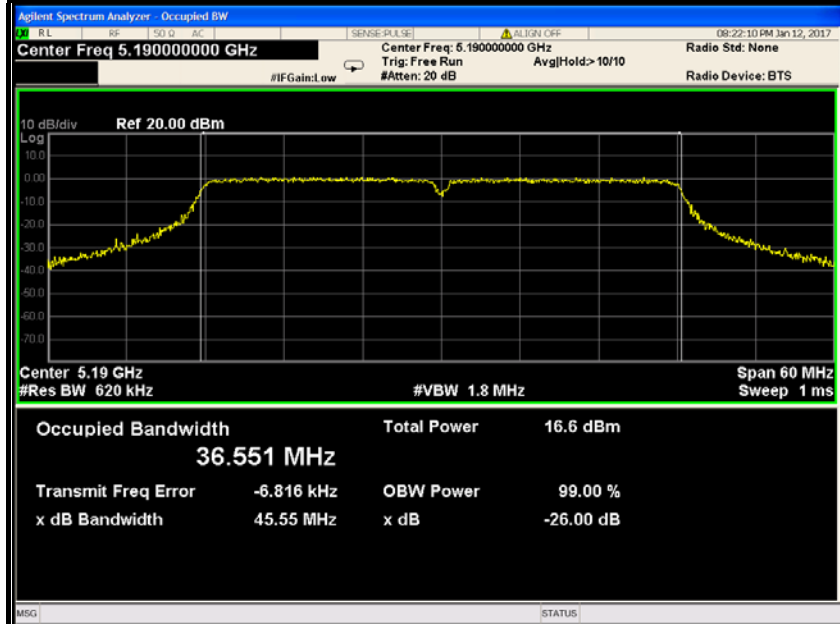 Agilent Spectrum Analyzer - Occupied BW
LXI RL RF 50 Ω AC SENSE:PULSE ALIGN OFF 08:22:10 PM Jan 12, 2017
Center Freq 5.190000000 GHz Center Freq: 5.190000000 GHz Radio Std: None
Trig: Free Run Avg|Hold:> 10/10
#IFGain:Low #Atten: 20 dB Radio Device: BTS
10 dB/div Ref 20.00 dBm
Log
10.0
0.00
-10.0
-20.0
-30.0
-40.0
-50.0
-60.0
-70.0
Center 5.19 GHz Span 60 MHz
#Res BW 620 kHz #VBW 1.8 MHz Sweep 1 ms
Occupied Bandwidth Total Power 16.6 dBm
36.551 MHz
Transmit Freq Error -6.816 kHz OBW Power 99.00 %
x dB Bandwidth 45.55 MHz x dB -26.00 dB
MSG STATUS